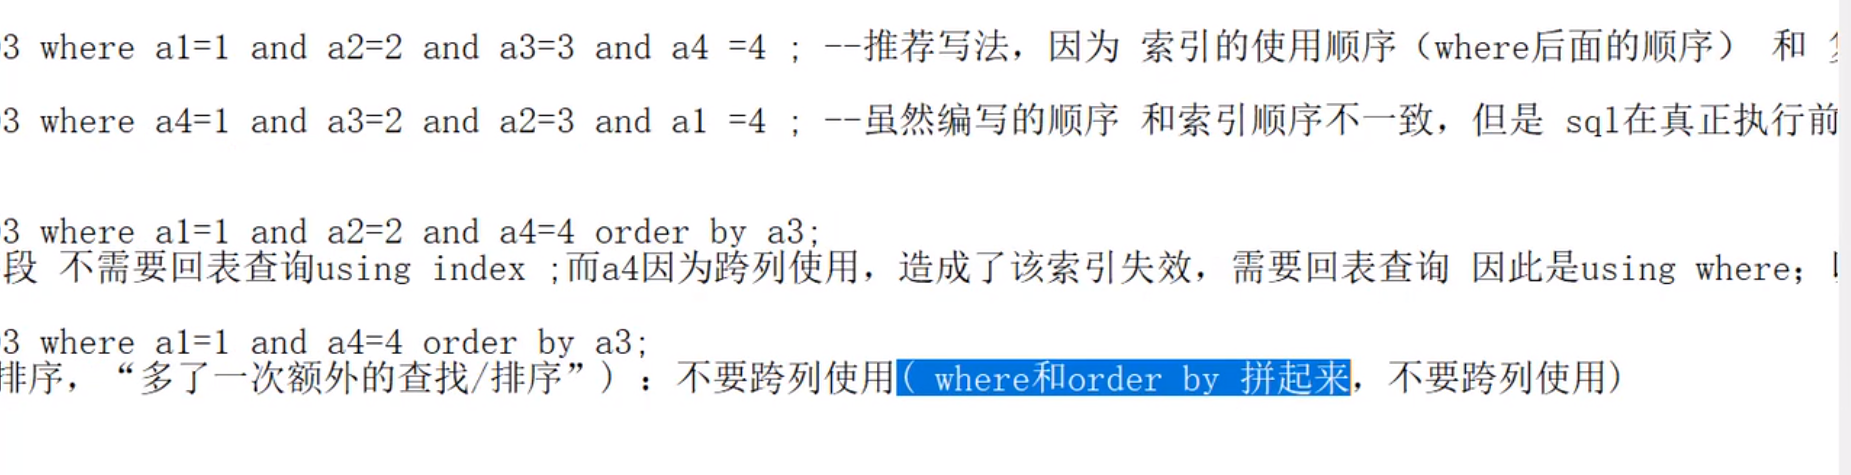 3 where a1=1 and a2=2 and a3=3 and a4 =4 ; --推荐写法，因为 索引的使用顺序（where后面的顺序） 和
3 where a4=1 and a3=2 and a2=3 and a1 =4 ; --虽然编写的顺序 和索引顺序不一致，但是 sql在真正执行前
3 where a1=1 and a2=2 and a4=4 order by a3;
段 不需要回表查询using index ;而a4因为跨列使用，造成了该索引失效，需要回表查询 因此是using where；
3 where a1=1 and a4=4 order by a3;
排序，“多了一次额外的查找/排序”）：不要跨列使用( where和order by 拼起来，不要跨列使用)